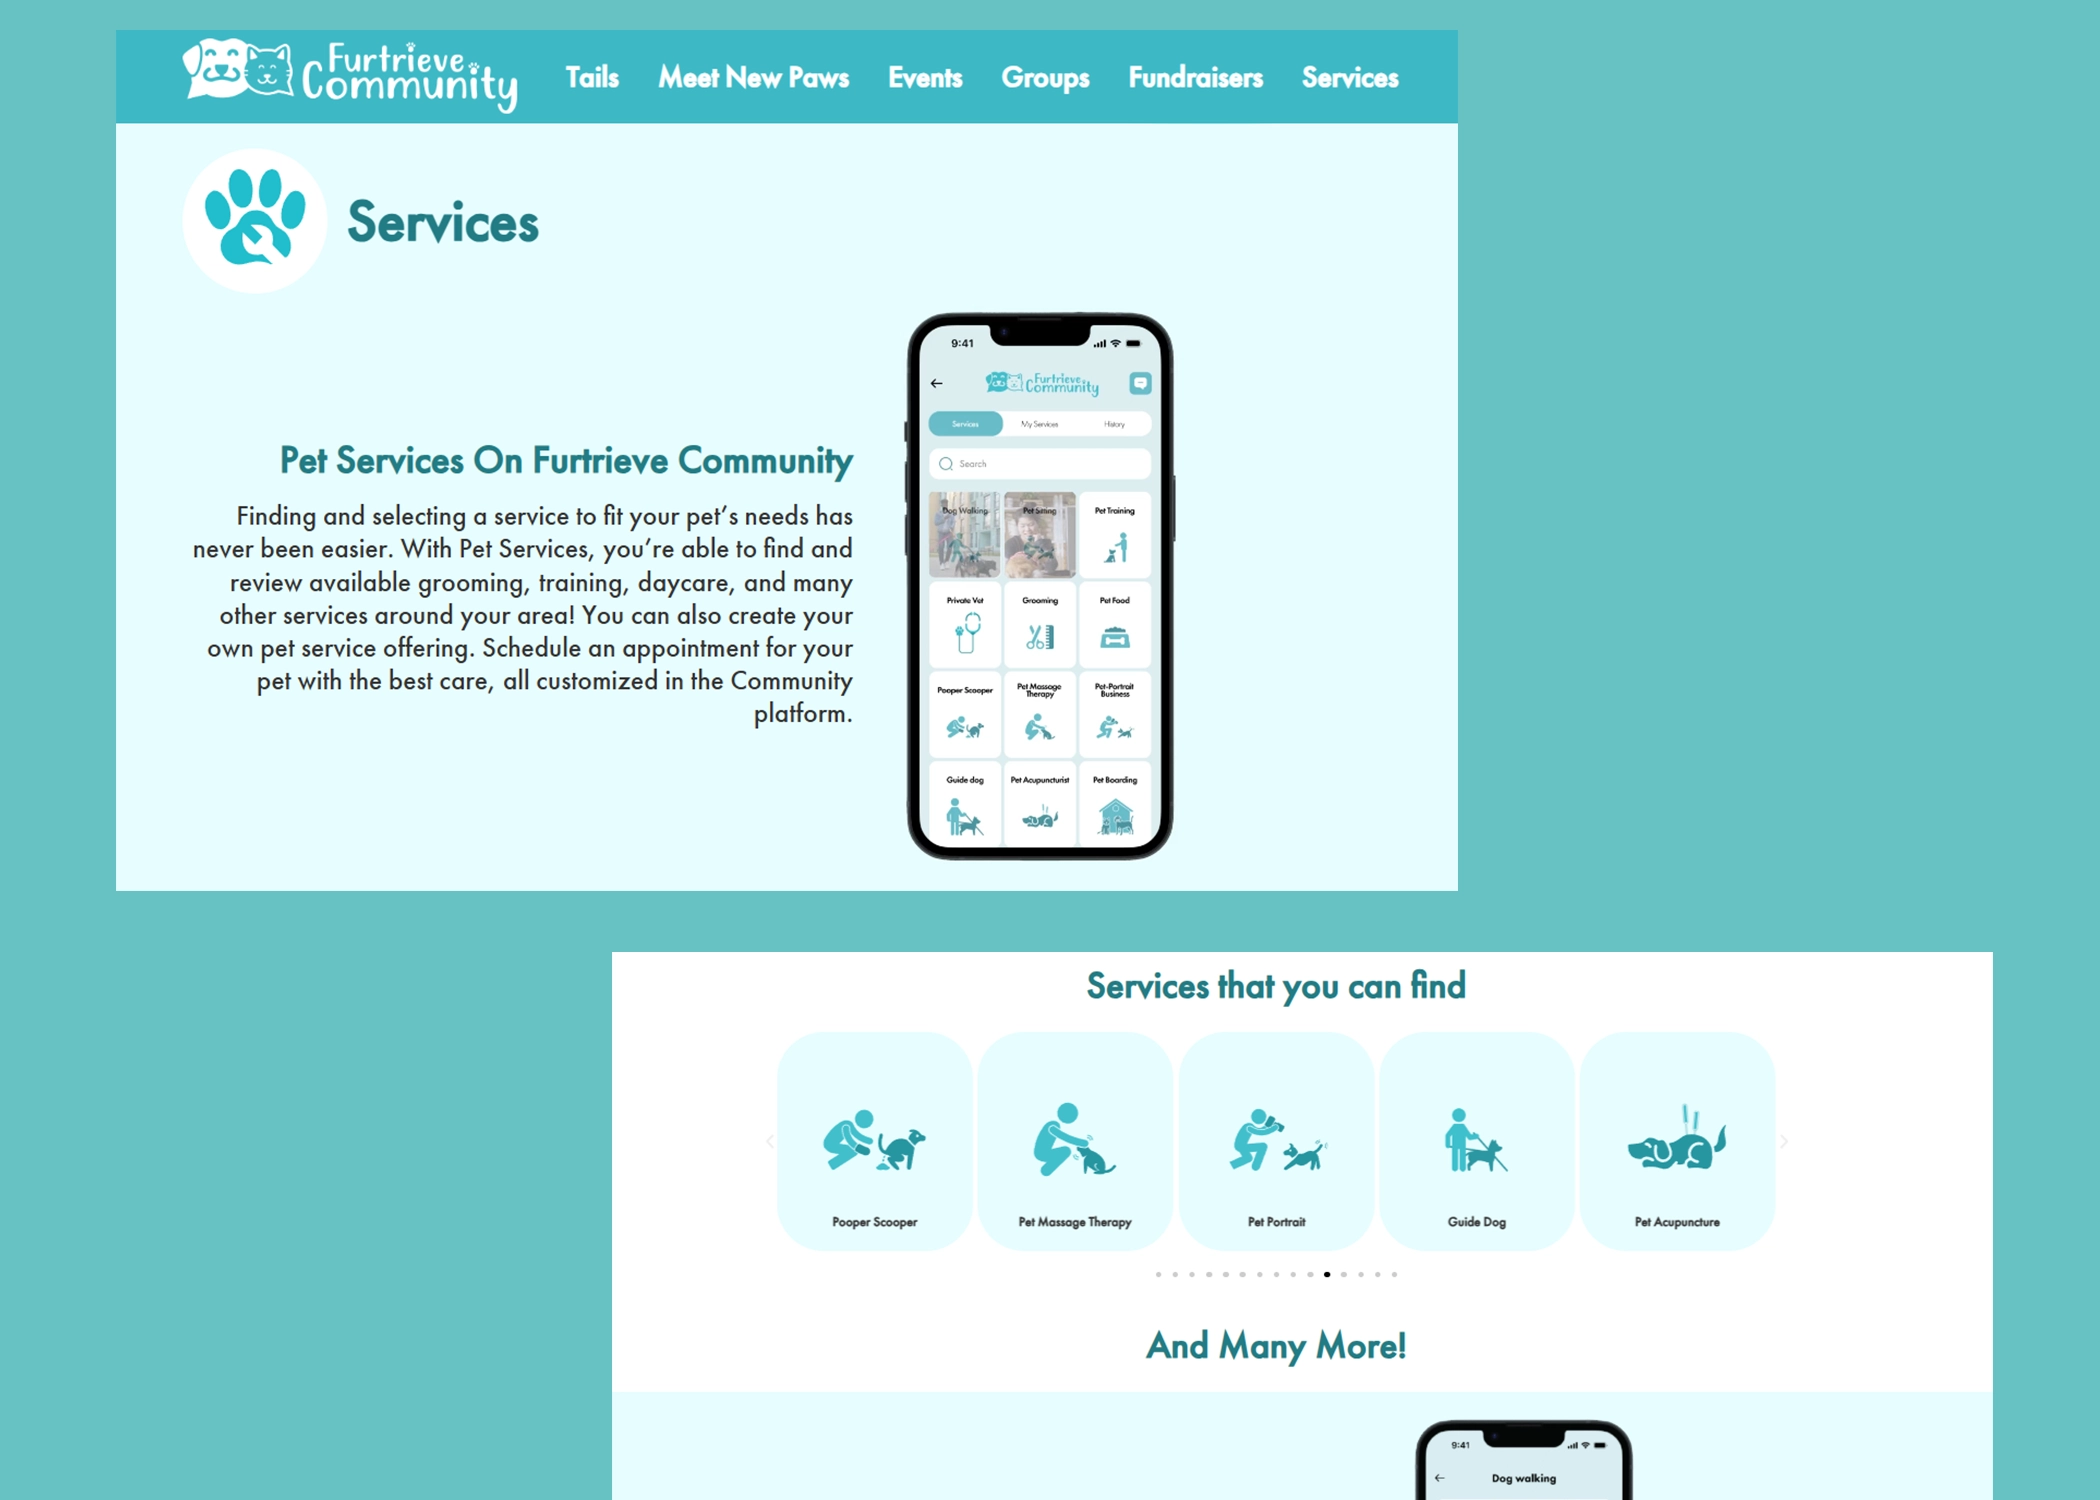 Furtrieve Community
Tails Meet New Paws Events Groups Fundraisers Services
Services
Pet Services On Furtrieve Community
Finding and selecting a service to fit your pet’s needs has
never been easier. With Pet Services, you’re able to find and
review available grooming, training, daycare, and many
other services around your area! You can also create your
own pet service offering. Schedule an appointment for your
pet with the best care, all customized in the Community
platform.
9:41
Furtrieve Community
Services My Services History
Search
Dog Walking Pet Sitting Pet Training
Private Vet Grooming Pet Food
Pooper Scooper Pet Massage Therapy Pet-Portrait Business
Guide dog Pet Acupuncturist Pet Boarding
Services that you can find
Pooper Scooper Pet Massage Therapy Pet Portrait Guide Dog Pet Acupuncture
And Many More!
9:41
Dog walking